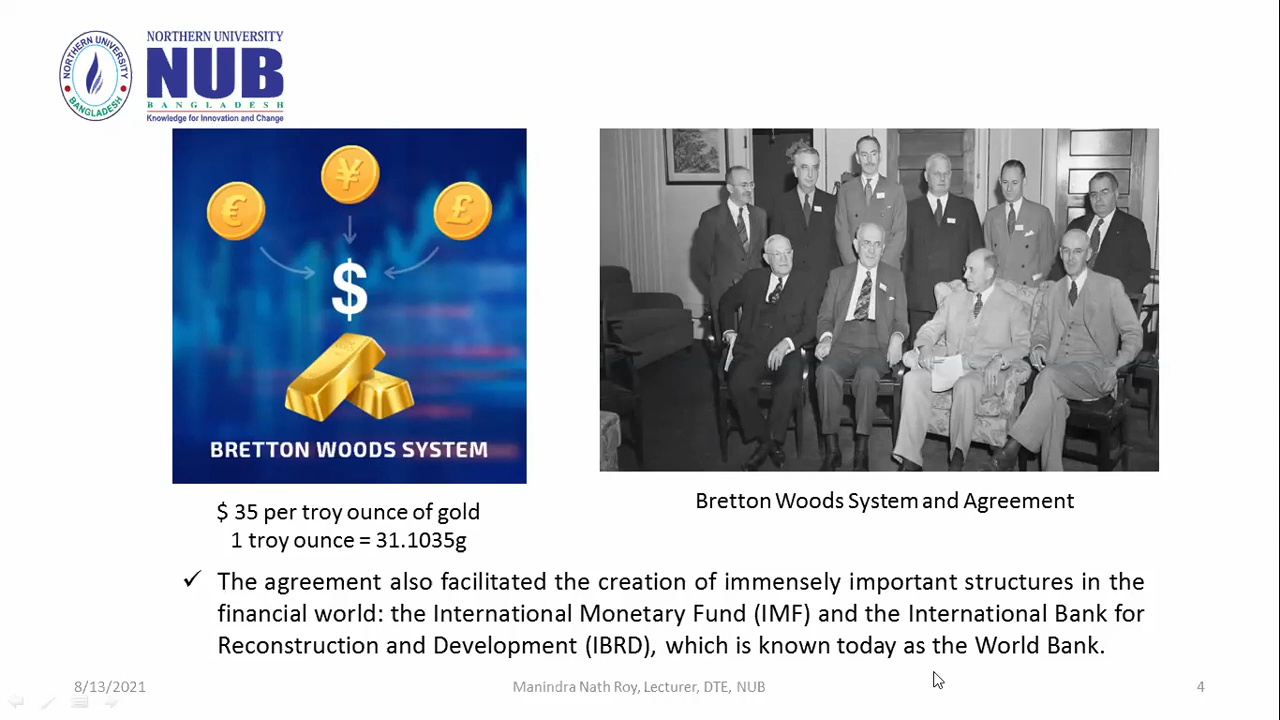 NORTHERN UNIVERSITY
BANGLADESH
NORTHERN UNIVERSITY
NUB
BANGLADESH
Knowledge for Innovation and Change
€
¥
£
$
BRETTON WOODS SYSTEM
$ 35 per troy ounce of gold
1 troy ounce = 31.1035g
Bretton Woods System and Agreement
✓ The agreement also facilitated the creation of immensely important structures in the
financial world: the International Monetary Fund (IMF) and the International Bank for
Reconstruction and Development (IBRD), which is known today as the World Bank.
8/13/2021
Manindra Nath Roy, Lecturer, DTE, NUB
4